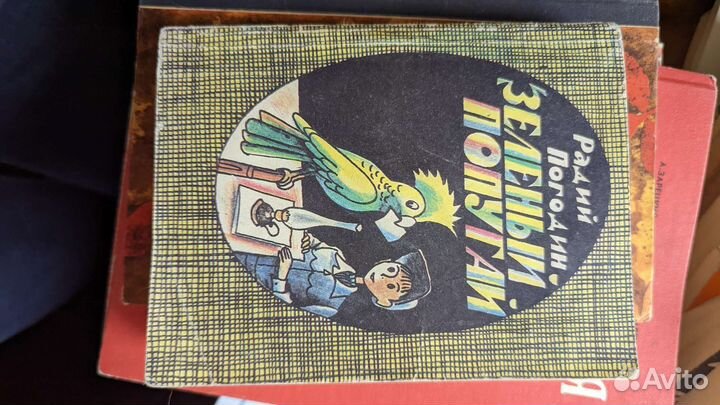 Радий
Погодин.
ЗЕЛЕНЫЙ
ПОПУГАЙ
Я
Avito